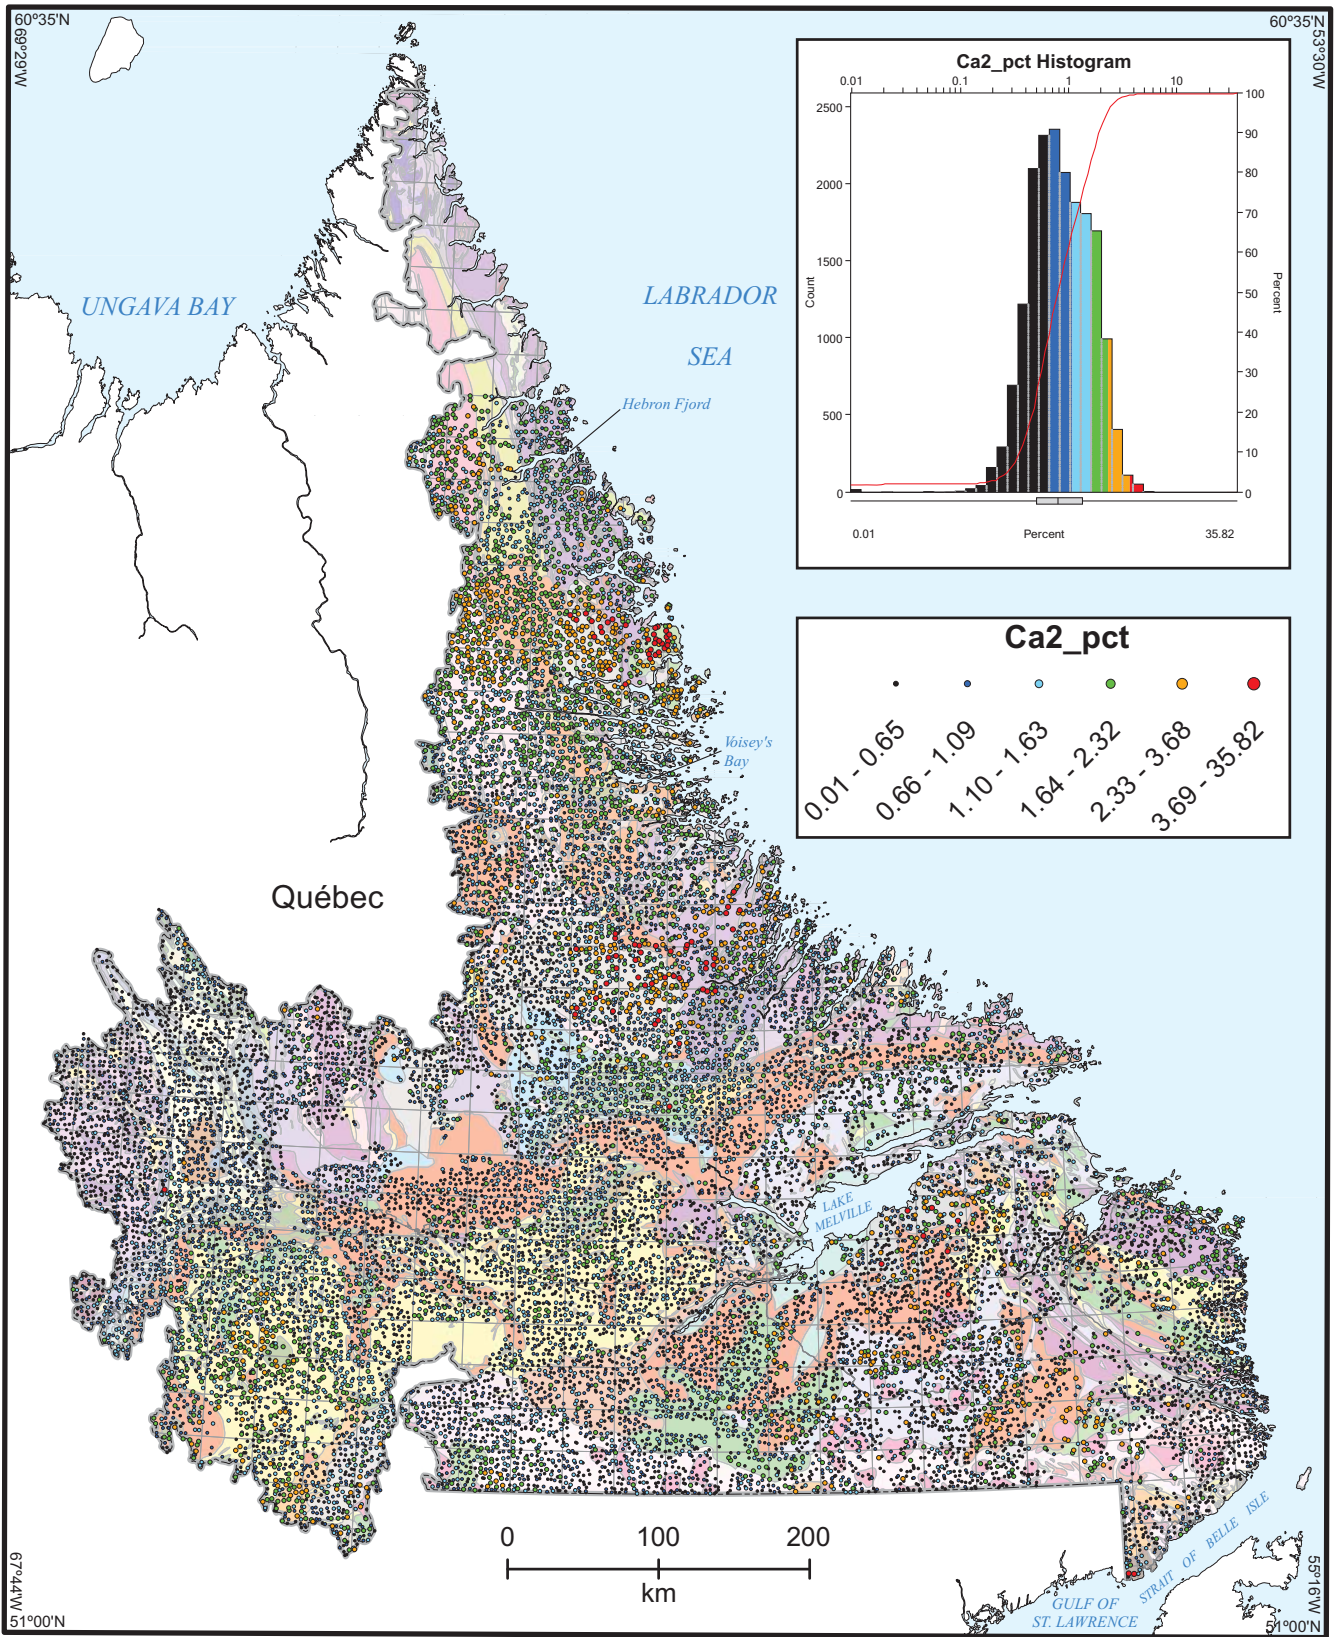 60°35'N
60°35'N
69°29'W
53°30'W
Ca2_pct Histogram
0.01
0.1
1
10
2500
2000
1500
1000
500
0
Count
100
90
80
70
60
50
40
30
20
10
0
Percent
0.01
Percent
35.82
UNGAVA BAY
LABRADOR
SEA
Hebron Fjord
Ca2_pct
0.01 - 0.65
0.66 - 1.09
1.10 - 1.63
1.64 - 2.32
2.33 - 3.68
3.69 - 35.82
Voisey's
Bay
Québec
LAKE
MELVILLE
0
100
200
km
STRAIT OF BELLE ISLE
GULF OF
ST. LAWRENCE
67°44'W
55°16'W
51°00'N
51°00'N